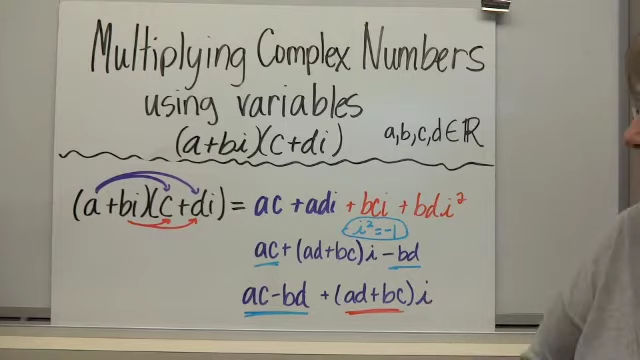 Multiplying Complex Numbers
using variables
(a+bi)(c+di) a,b,c,d∈ℝ
(a+bi)(c+di) = ac + adi + bci + bdi²
i²=-1
ac + (ad+bc)i - bd
ac-bd + (ad+bc)i